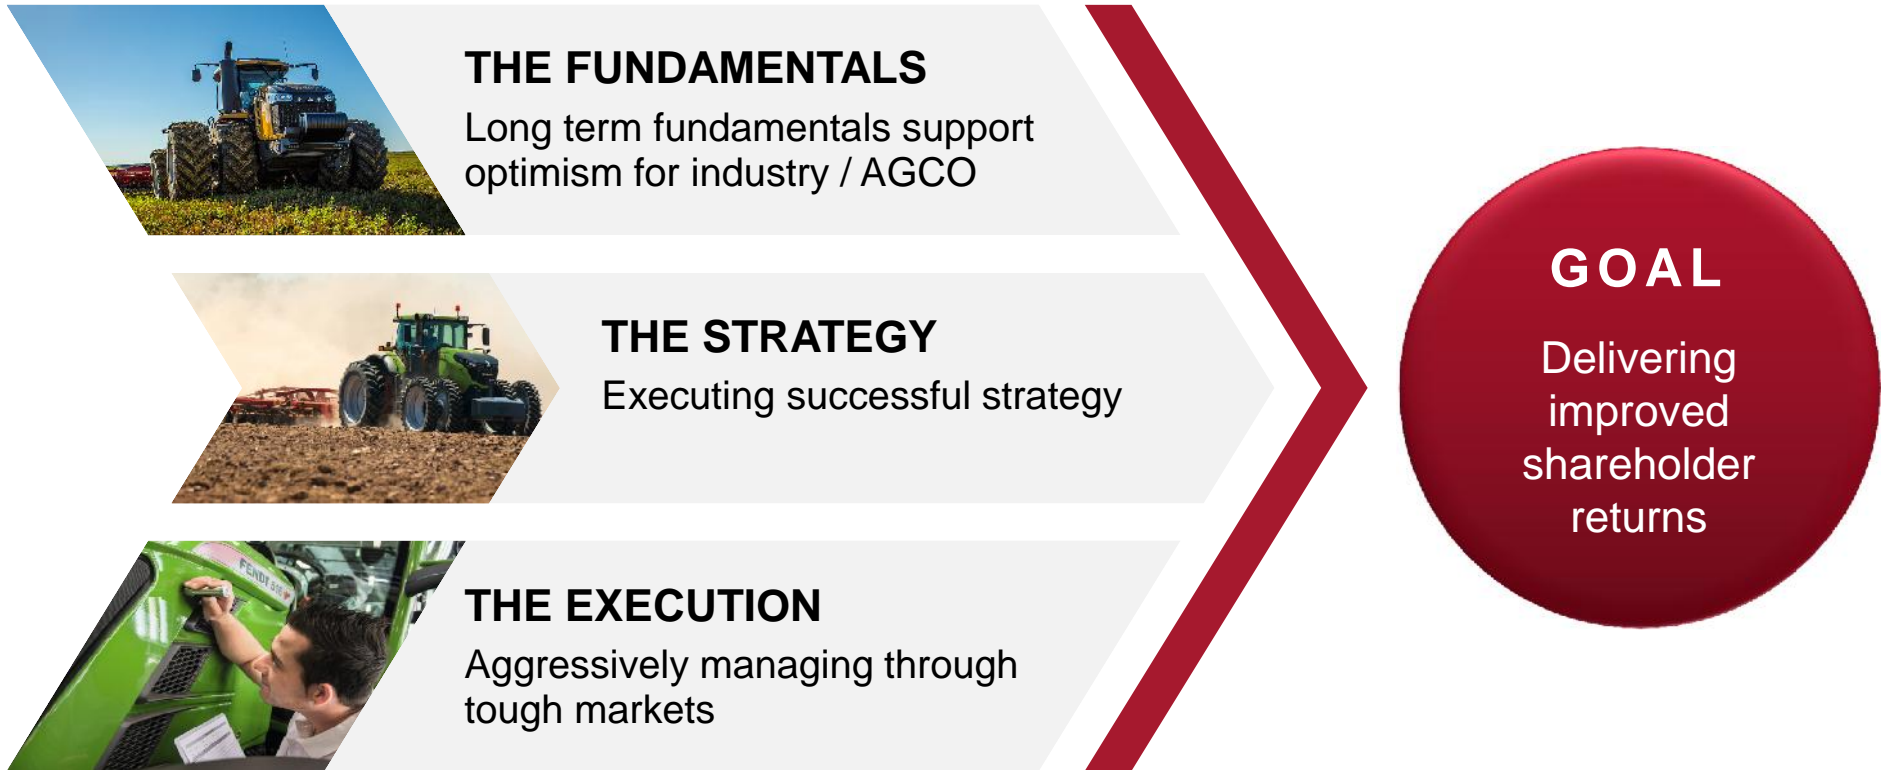 THE FUNDAMENTALS
Long term fundamentals support
optimism for industry / AGCO
THE STRATEGY
Executing successful strategy
THE EXECUTION
Aggressively managing through
tough markets
FENDT
GOAL
Delivering
improved
shareholder
returns